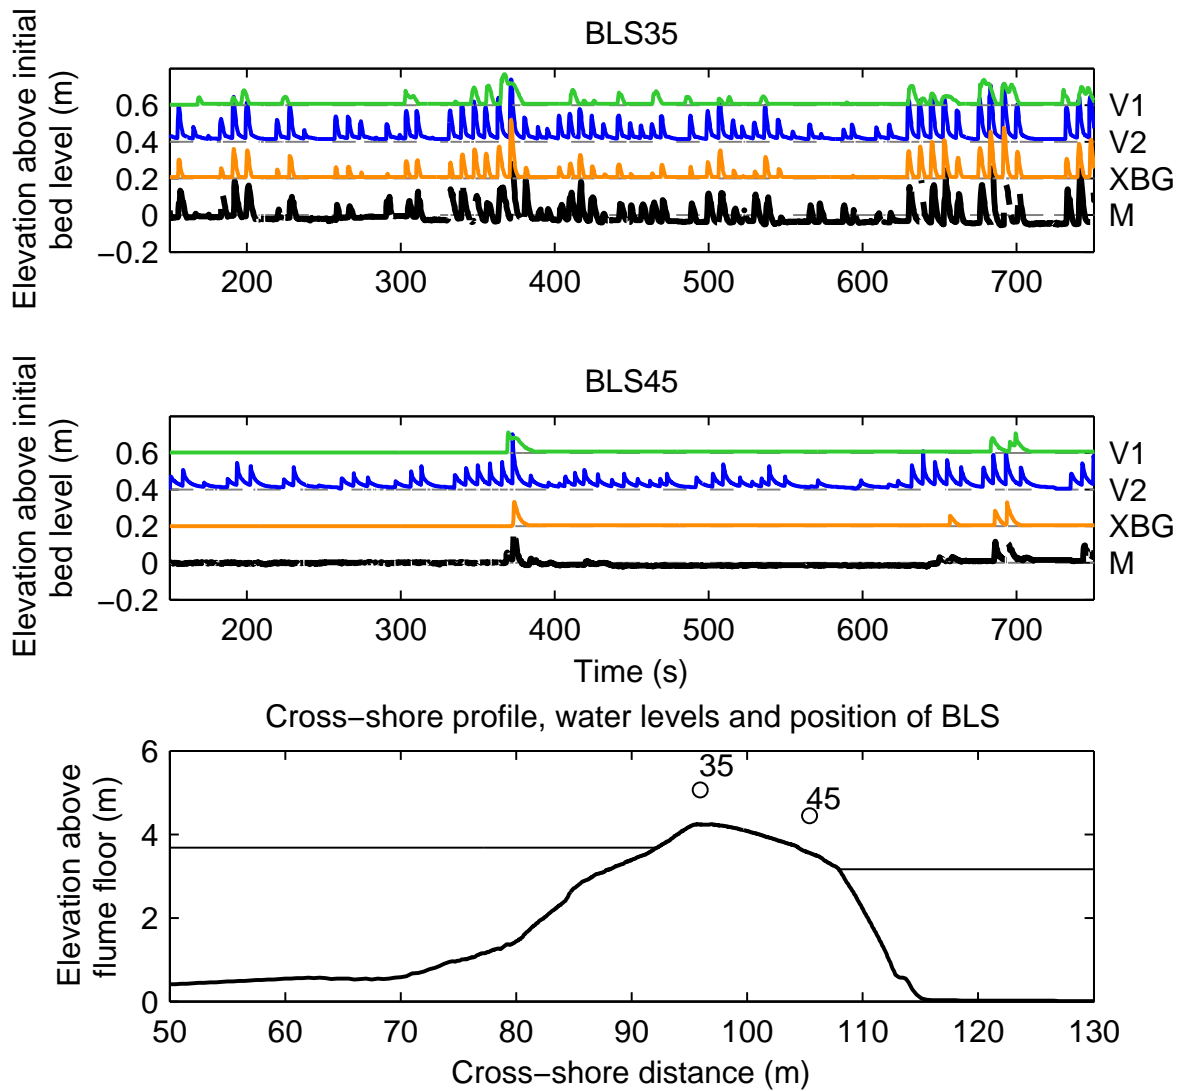 BLS35
Elevation above initial
bed level (m)
0.6
0.4
0.2
0
−0.2
V1
V2
XBG
M
200 300 400 500 600 700
BLS45
Elevation above initial
bed level (m)
0.6
0.4
0.2
0
−0.2
V1
V2
XBG
M
200 300 400 500 600 700
Time (s)
Cross−shore profile, water levels and position of BLS
Elevation above
flume floor (m)
6
4
2
0
35
45
50 60 70 80 90 100 110 120 130
Cross−shore distance (m)